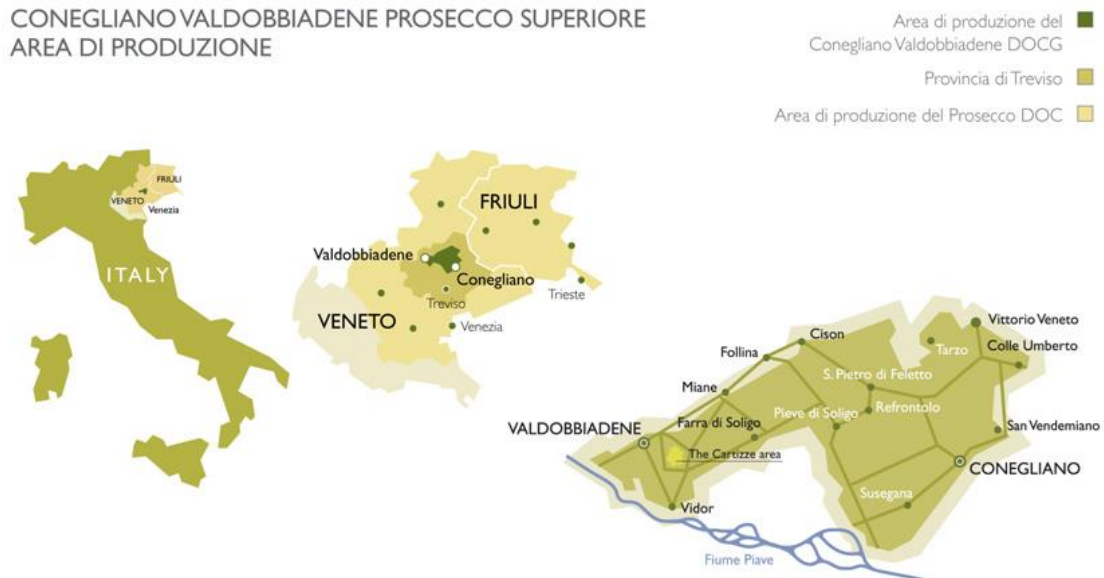 CONEGLIANO VALDOBBIADENE PROSECCO SUPERIORE
AREA DI PRODUZIONE
Area di produzione del
Conegliano Valdobbiadene DOCG
Provincia di Treviso
Area di produzione del Prosecco DOC
FRIULI
VENETO
Venezia
ITALY
FRIULI
Valdobbiadene
Conegliano
Treviso
Trieste
VENETO
Venezia
Vittorio Veneto
Cison
Colle Umberto
Tarzo
Follina
S. Pietro di Feletto
Miane
Refrontolo
Pieve di Soligo
Farra di Soligo
San Vendemiano
VALDOBBIADENE
The Cartizze area
CONEGLIANO
Susegana
Vidor
Fiume Piave